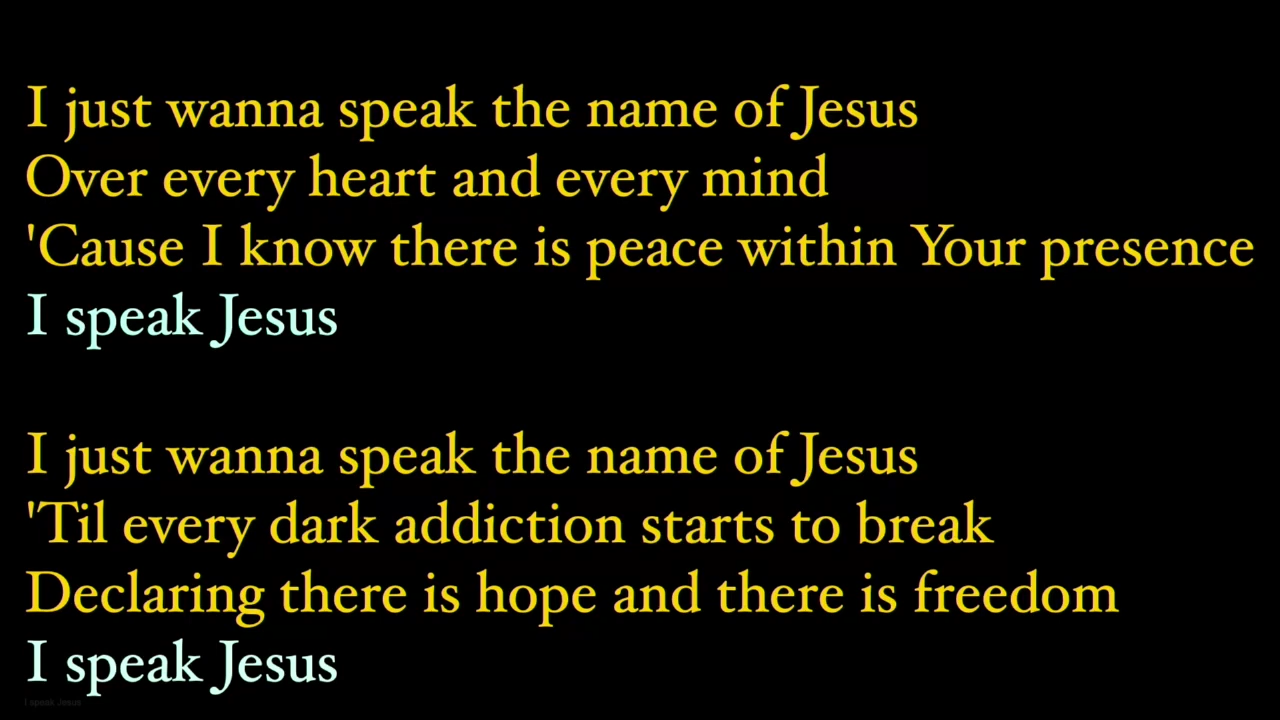 I just wanna speak the name of Jesus
Over every heart and every mind
'Cause I know there is peace within Your presence
I speak Jesus
I just wanna speak the name of Jesus
'Til every dark addiction starts to break
Declaring there is hope and there is freedom
I speak Jesus
I speak Jesus